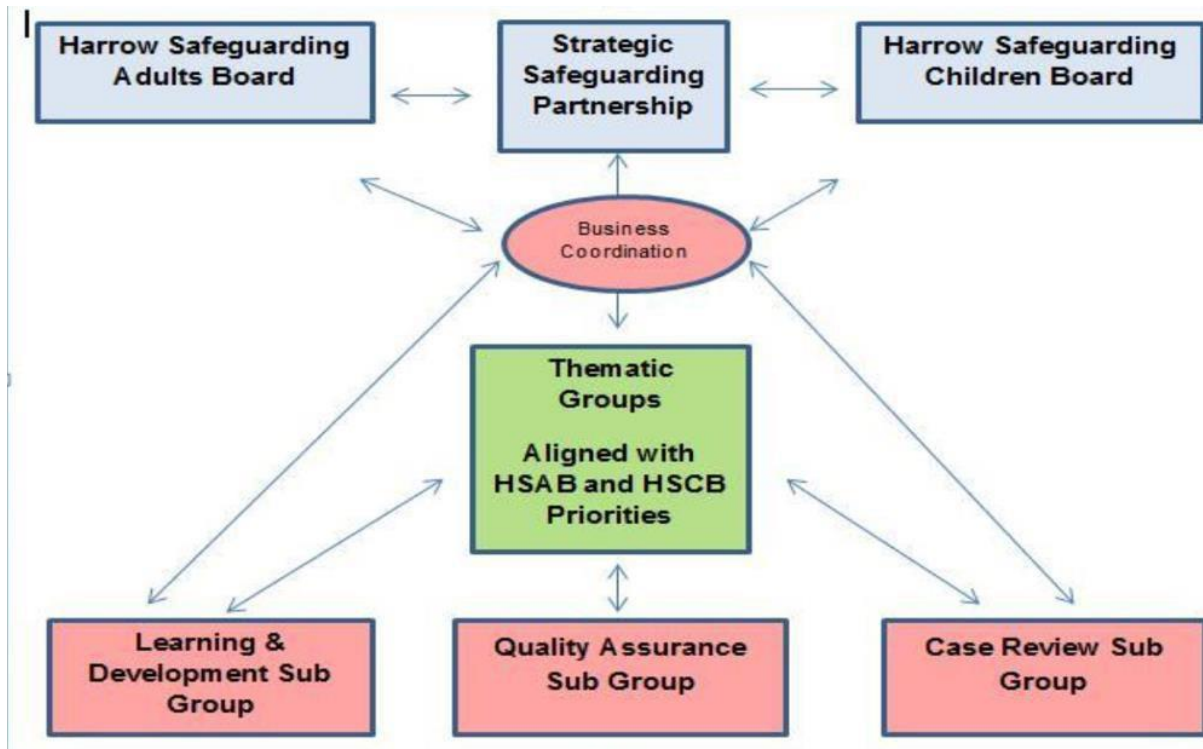 Harrow Safeguarding
Adults Board
Strategic
Safeguarding
Partnership
Harrow Safeguarding
Children Board
Business
Coordination
Thematic
Groups
Aligned with
HSAB and HSCB
Priorities
Learning &
Development Sub
Group
Quality Assurance
Sub Group
Case Review Sub
Group